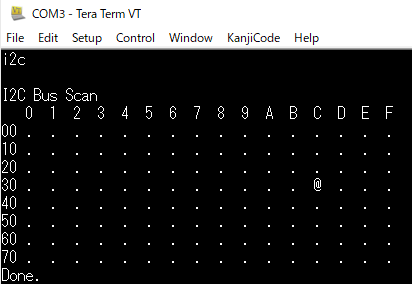 COM3 - Tera Term VT
File Edit Setup Control Window KanjiCode Help
i2c
I2C Bus Scan
0 1 2 3 4 5 6 7 8 9 A B C D E F
00 . . . . . . . . . . . . . . . .
10 . . . . . . . . . . . . . . . .
20 . . . . . . . . . . . . . . . .
30 . . . . . . . . . . . . @ . . .
40 . . . . . . . . . . . . . . . .
50 . . . . . . . . . . . . . . . .
60 . . . . . . . . . . . . . . . .
70 . . . . . . . . . . . . . . . .
Done.